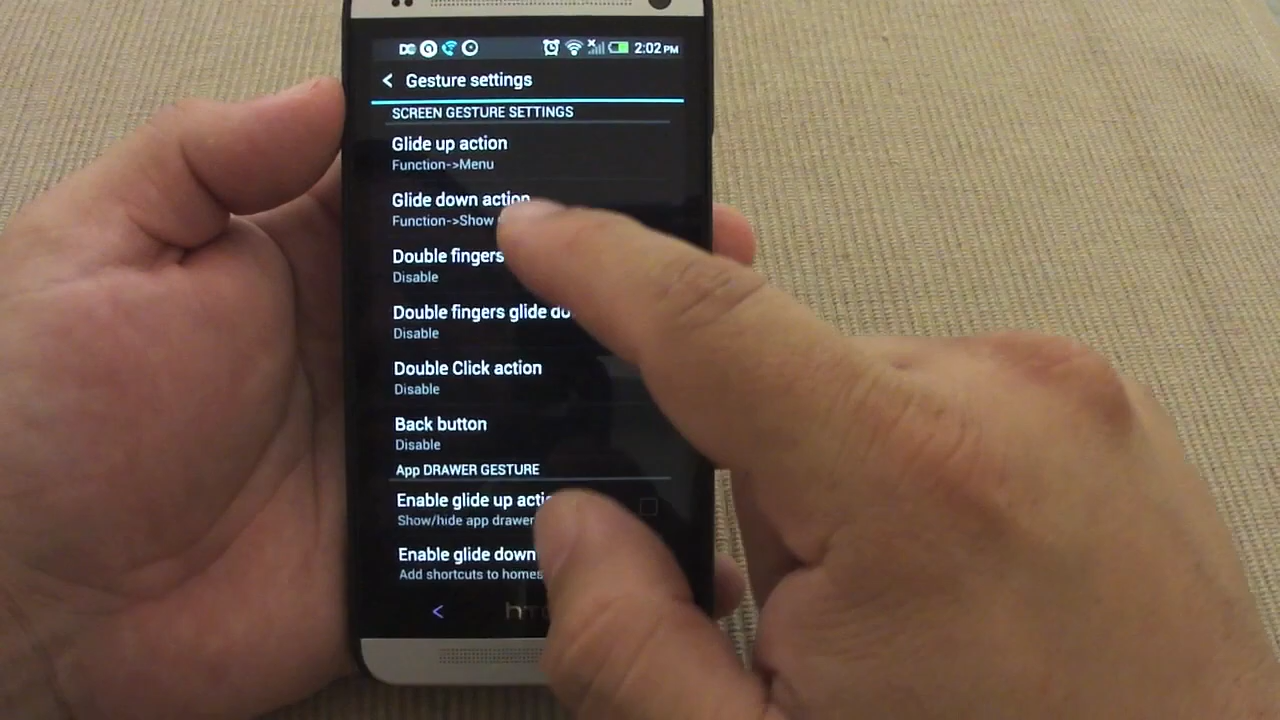 2:02 PM
Gesture settings
SCREEN GESTURE SETTINGS
Glide up action
Function->Menu
Glide down action
Function->Show
Double fingers
Disable
Double fingers glide do
Disable
Double Click action
Disable
Back button
Disable
App DRAWER GESTURE
Enable glide up actio
Show/hide app drawer
Enable glide down
Add shortcuts to homes
htc